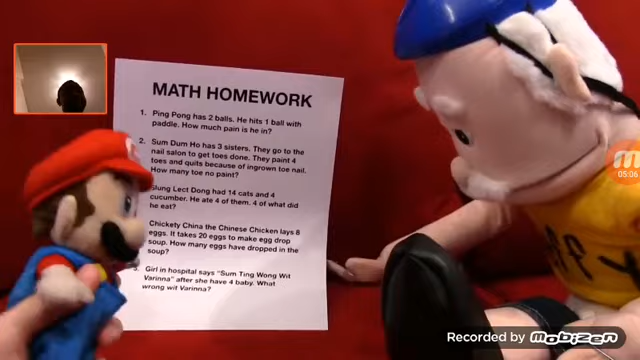 MATH HOMEWORK
1. Ping Pong has 2 balls. He hits 1 ball with
paddle. How much pain is he in?
2. Sum Dum Ho has 3 sisters. They go to the
nail salon to get toes done. They paint 4
toes and quits because of ingrown toe nail.
How many toe no paint?
Lect Dong had 14 cats and 4
cucumber. He ate 4 of them. 4 of what did
he eat?
Chickety China the Chinese Chicken lays 8
eggs. It takes 20 eggs to make egg drop
soup. How many eggs have dropped in the
soup?
Girl in hospital says "Sum Ting Wong Wit
Varinna" after she have 4 baby. What
wrong wit Varinna?
05:06
Recorded by mobizen